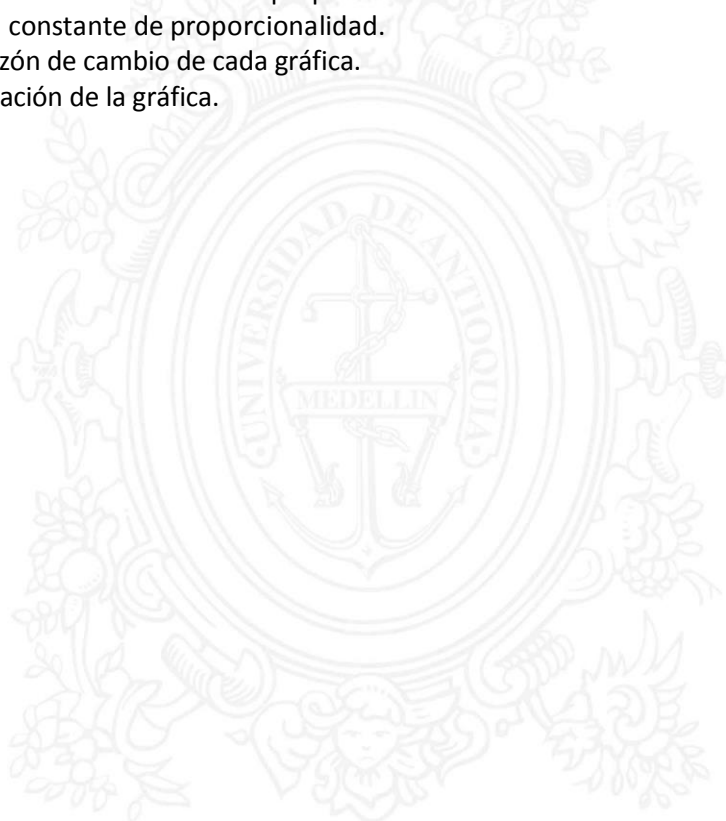 constante de proporcionalidad.
zón de cambio de cada gráfica.
ación de la gráfica.
UNIVERSIDAD DE ANTIOQUIA
MEDELLIN